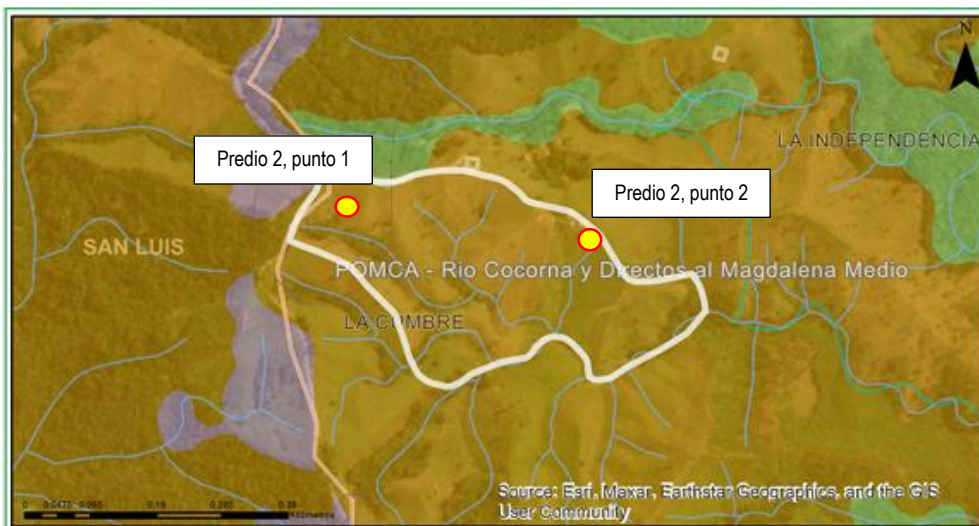 N
LA INDEPENDENCIA
Predio 2, punto 1
Predio 2, punto 2
SAN LUIS
POMCA - Rio Cocorna y Directos al Magdalena Medio
LA CUMBRE
Source: Esri, Maxar, Earthstar Geographics, and the GIS
User Community
0